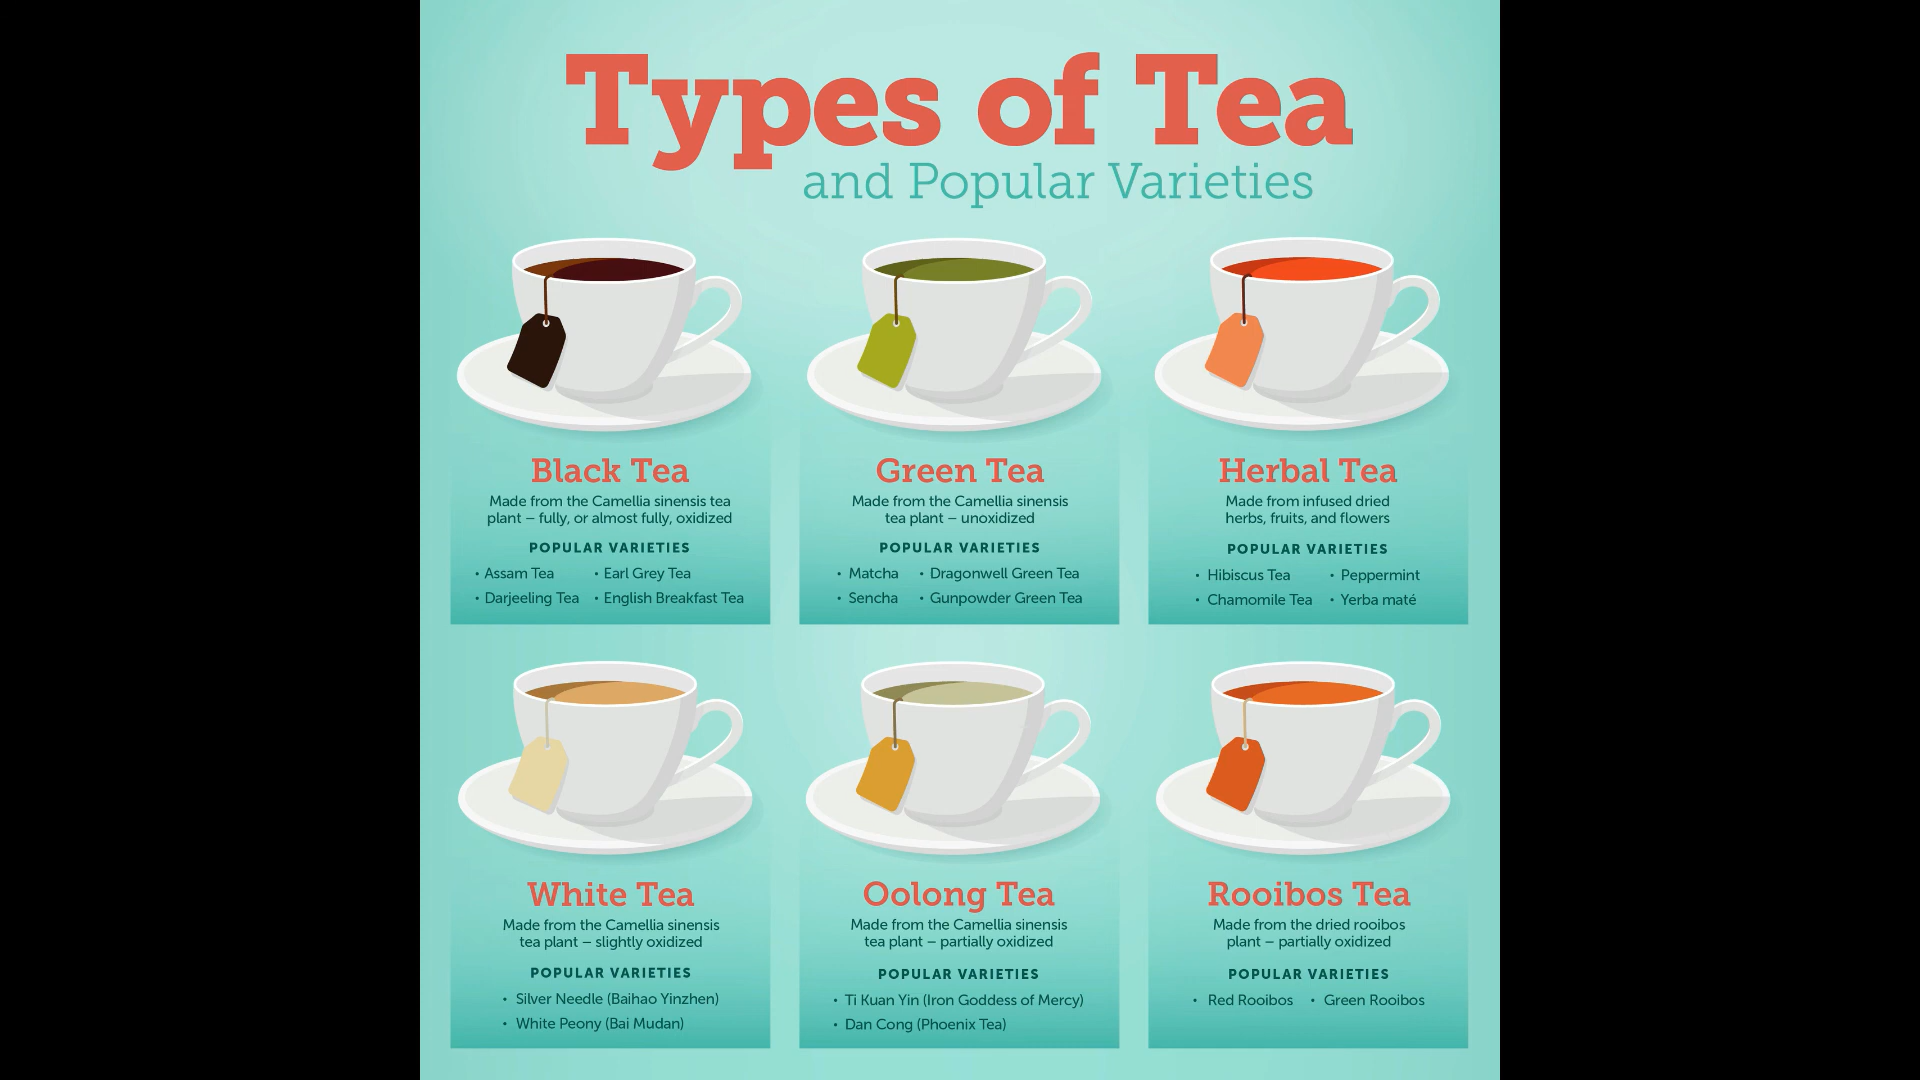 Types of Tea
and Popular Varieties
Black Tea
Made from the Camellia sinensis tea
plant – fully, or almost fully, oxidized
POPULAR VARIETIES
• Assam Tea • Earl Grey Tea
• Darjeeling Tea • English Breakfast Tea
Green Tea
Made from the Camellia sinensis
tea plant – unoxidized
POPULAR VARIETIES
• Matcha • Dragonwell Green Tea
• Sencha • Gunpowder Green Tea
Herbal Tea
Made from infused dried
herbs, fruits, and flowers
POPULAR VARIETIES
• Hibiscus Tea • Peppermint
• Chamomile Tea • Yerba maté
White Tea
Made from the Camellia sinensis
tea plant – slightly oxidized
POPULAR VARIETIES
• Silver Needle (Baihao Yinzhen)
• White Peony (Bai Mudan)
Oolong Tea
Made from the Camellia sinensis
tea plant – partially oxidized
POPULAR VARIETIES
• Ti Kuan Yin (Iron Goddess of Mercy)
• Dan Cong (Phoenix Tea)
Rooibos Tea
Made from the dried rooibos
plant – partially oxidized
POPULAR VARIETIES
• Red Rooibos • Green Rooibos